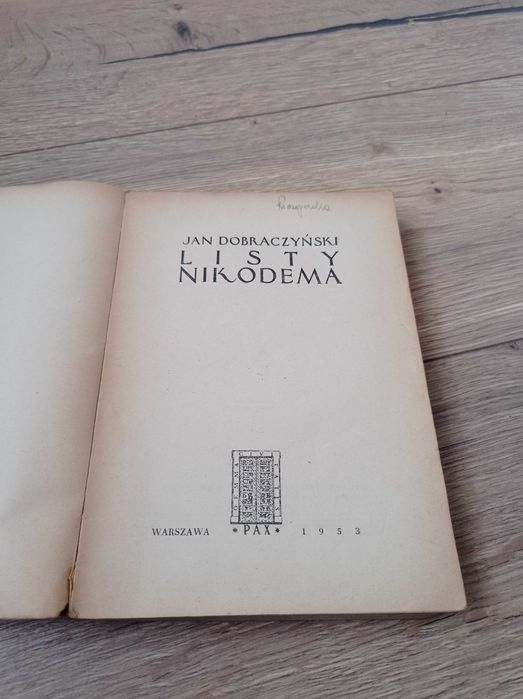 JAN DOBRACZYŃSKI
LISTY
NIKODEMA
WARSZAWA * PAX * 1953